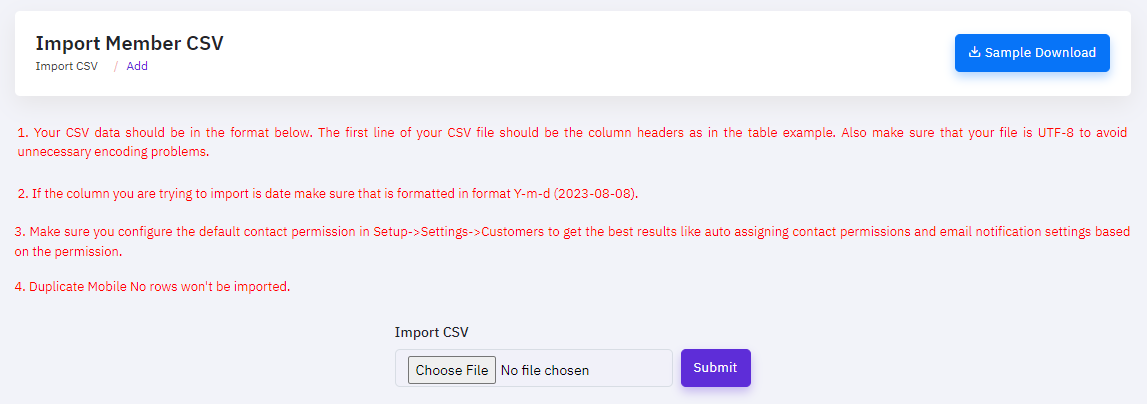 Import Member CSV
Sample Download
Import CSV / Add
1. Your CSV data should be in the format below. The first line of your CSV file should be the column headers as in the table example. Also make sure that your file is UTF-8 to avoid
unnecessary encoding problems.
2. If the column you are trying to import is date make sure that is formatted in format Y-m-d (2023-08-08).
3. Make sure you configure the default contact permission in Setup->Settings->Customers to get the best results like auto assigning contact permissions and email notification settings based
on the permission.
4. Duplicate Mobile No rows won't be imported.
Import CSV
Choose File No file chosen Submit